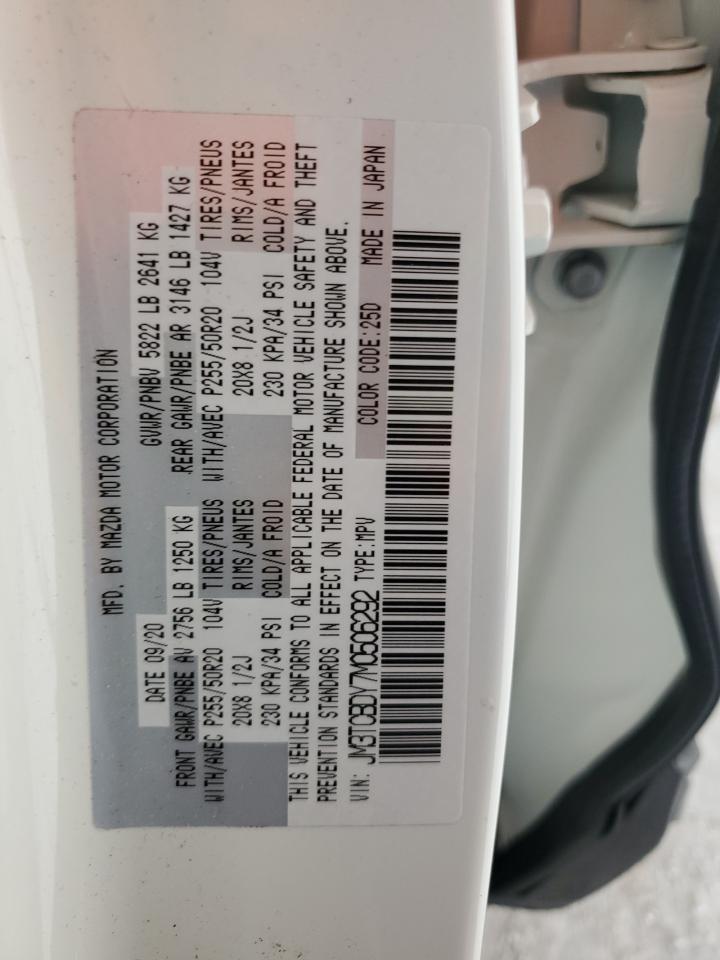 MFD. BY MAZDA MOTOR CORPORATION
DATE 09/20 GVWR/PNBV 5822 LB 2641 KG
FRONT GAWR/PNBE AV 2756 LB 1250 KG REAR GAWR/PNBE AR 3146 LB 1427 KG
WITH/AVEC P255/50R20 104V TIRES/PNEUS WITH/AVEC P255/50R20 104V TIRES/PNEUS
20X8 1/2J RIMS/JANTES 20X8 1/2J RIMS/JANTES
230 KPA/34 PSI COLD/A FROID 230 KPA/34 PSI COLD/A FROID
THIS VEHICLE CONFORMS TO ALL APPLICABLE FEDERAL MOTOR VEHICLE SAFETY AND THEFT
PREVENTION STANDARDS IN EFFECT ON THE DATE OF MANUFACTURE SHOWN ABOVE.
VIN: JM3TCBDY7M0506292 TYPE:MPV COLOR CODE:25D MADE IN JAPAN